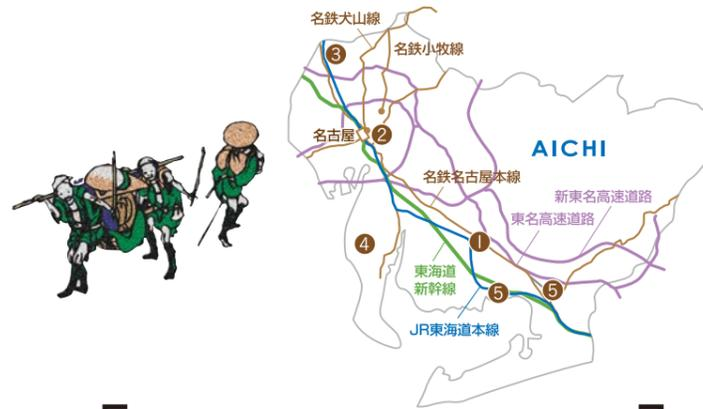 名鉄犬山線
③
名鉄小牧線
名古屋
②
AICHI
名鉄名古屋本線
新東名高速道路
東名高速道路
①
④
東海道
新幹線
⑤
⑤
JR東海道本線